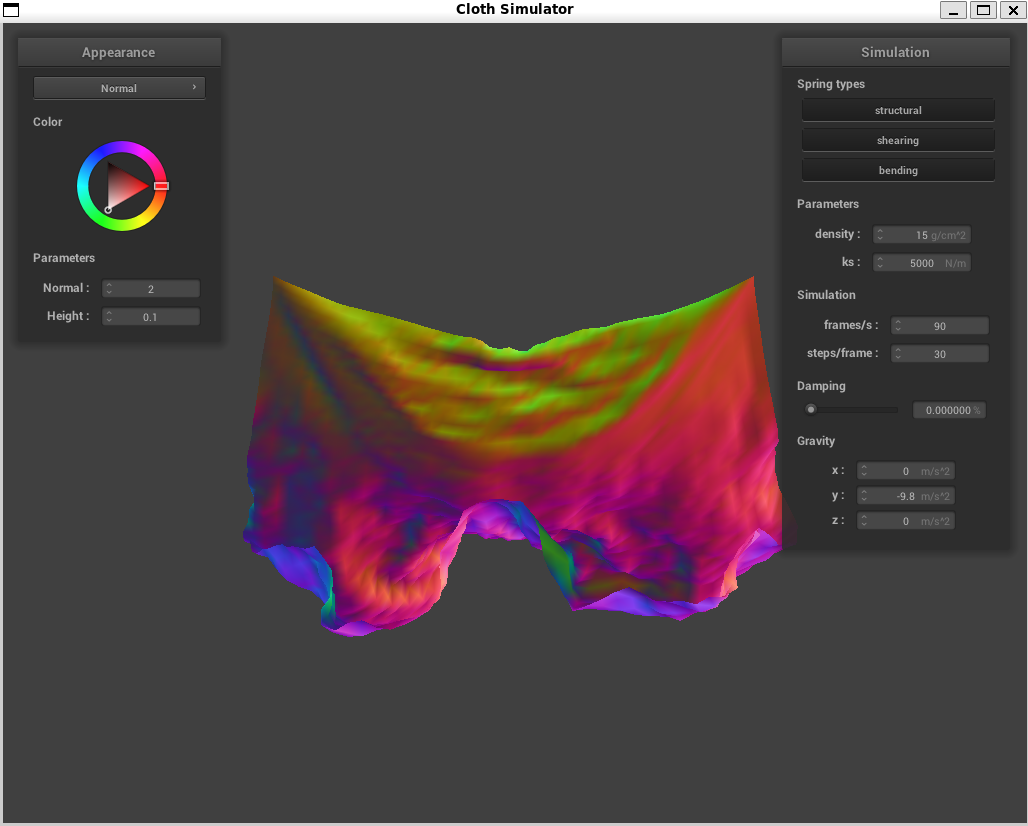 Cloth Simulator
Appearance
Normal
Color
Parameters
Normal : 2
Height : 0.1
Simulation
Spring types
structural
shearing
bending
Parameters
density : 15 g/cm^2
ks : 5000 N/m
Simulation
frames/s : 90
steps/frame : 30
Damping
0.000000 %
Gravity
x : 0 m/s^2
y : -9.8 m/s^2
z : 0 m/s^2